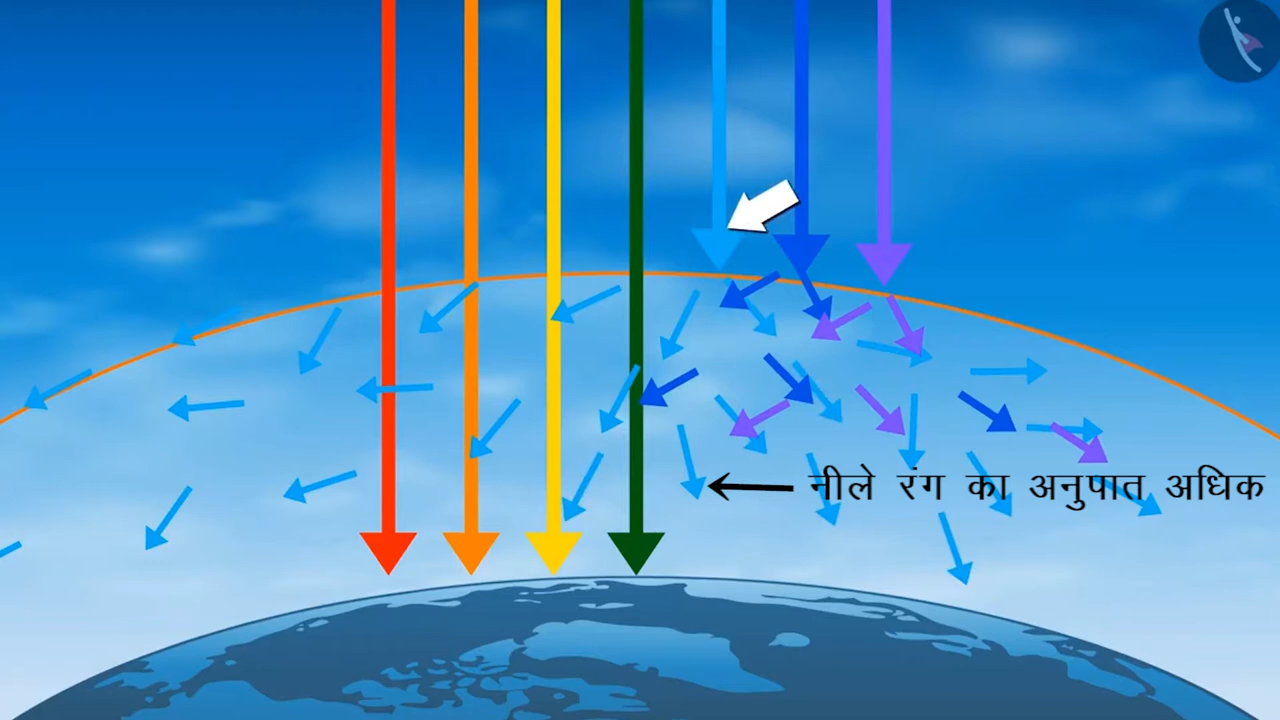 नीले रंग का अनुपात अधिक